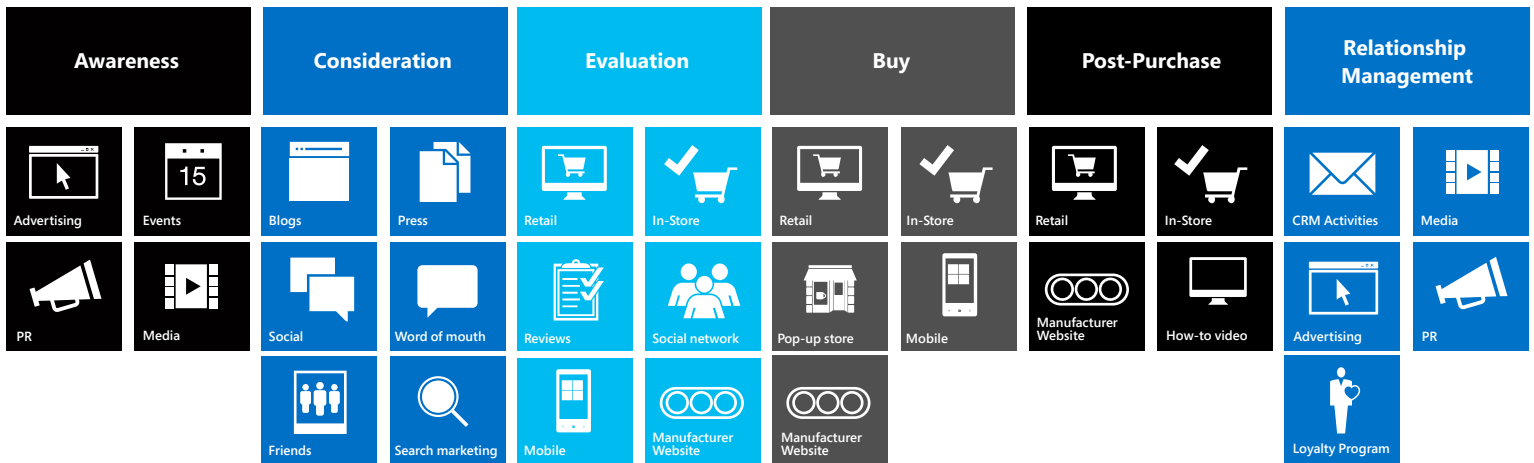 Awareness
Consideration
Evaluation
Buy
Post-Purchase
Relationship
Management
Advertising
15
Events
Blogs
Press
Retail
In-Store
Retail
In-Store
Retail
In-Store
CRM Activities
Media
PR
Media
Social
Word of mouth
Reviews
Social network
Pop-up store
Mobile
Manufacturer
Website
How-to video
Advertising
PR
Friends
Search marketing
Mobile
Manufacturer
Website
Manufacturer
Website
Loyalty Program